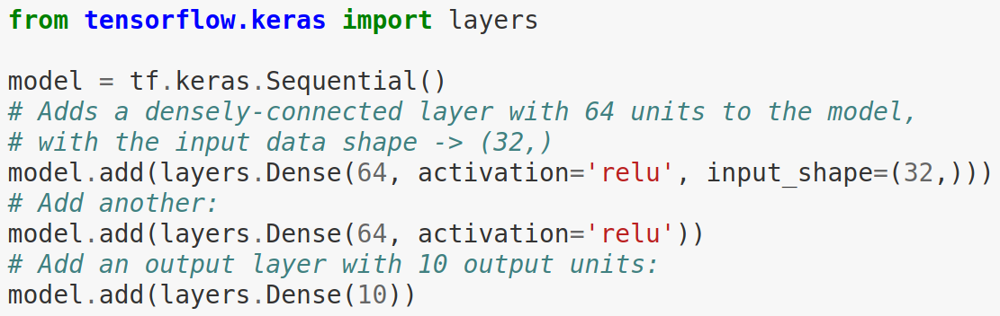 from tensorflow.keras import layers
model = tf.keras.Sequential()
# Adds a densely-connected layer with 64 units to the model,
# with the input data shape -> (32,)
model.add(layers.Dense(64, activation='relu', input_shape=(32,)))
# Add another:
model.add(layers.Dense(64, activation='relu'))
# Add an output layer with 10 output units:
model.add(layers.Dense(10))